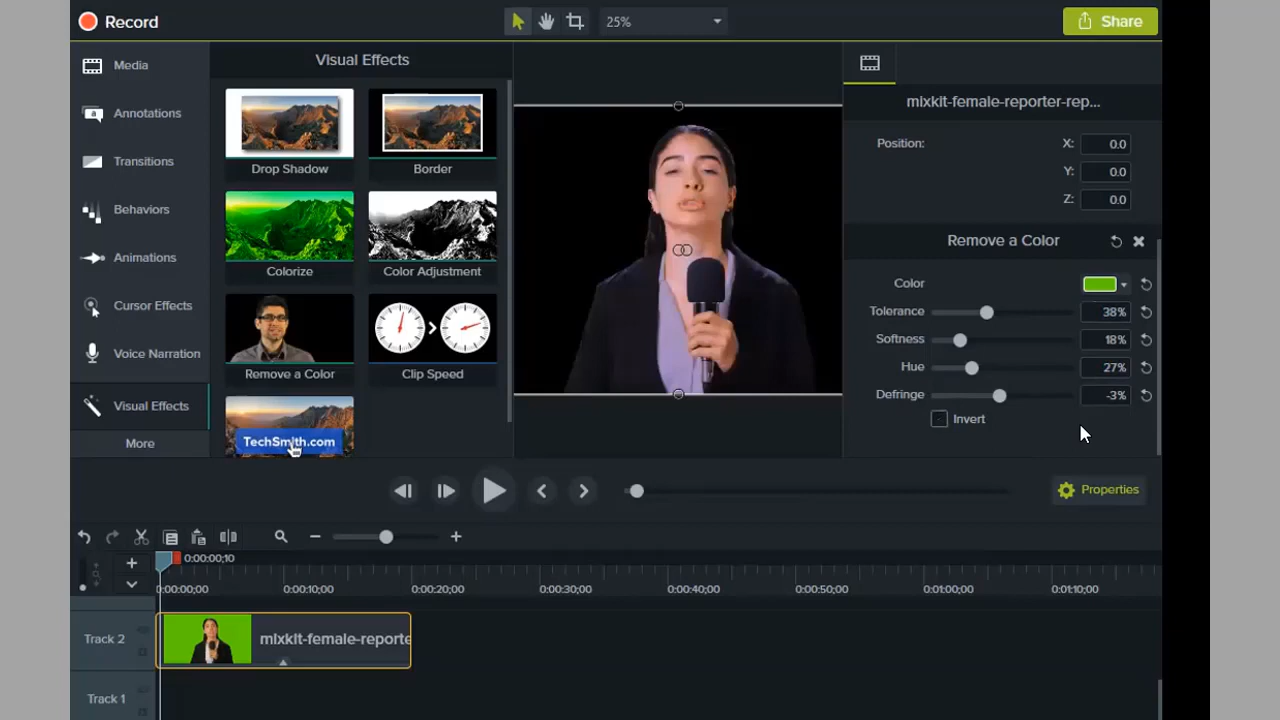 Record
25%
Share
Media
Annotations
Transitions
Behaviors
Animations
Cursor Effects
Voice Narration
Visual Effects
More
Visual Effects
Drop Shadow
Border
Colorize
Color Adjustment
Remove a Color
Clip Speed
TechSmith.com
mixkit-female-reporter-rep...
Position:
X: 0.0
Y: 0.0
Z: 0.0
Remove a Color
Color
Tolerance 38%
Softness 18%
Hue 27%
Defringe -3%
Invert
Properties
0:00:00;10
0:00:00;00 0:00:10;00 0:00:20;00 0:00:30;00 0:00:40;00 0:00:50;00 0:01:00;00 0:01:10;00
Track 2
mixkit-female-reporte
Track 1